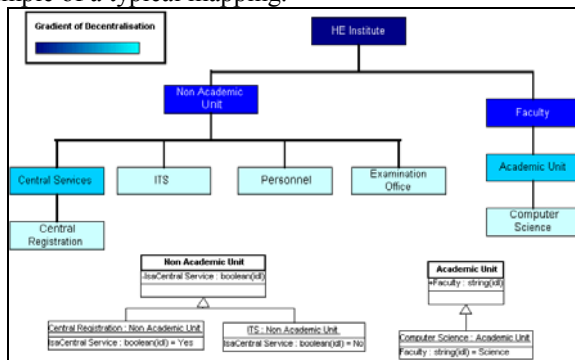 mple of a typical mapping.
Gradient of Decentralisation
HE Institute
Non Academic
Unit
Faculty
Central Services
ITS
Personnel
Examination
Office
Academic Unit
Central
Registration
Computer
Science
Non Academic Unit
-IsaCentral Service : boolean(idl)
Central Registration : Non Academic Unit
IsaCentral Service : boolean(idl) = Yes
ITS : Non Academic Unit
IsaCentral Service : boolean(idl) = No
Academic Unit
+Faculty : string(idl)
Computer Science : Academic Unit
Faculty : string(idl) = Science